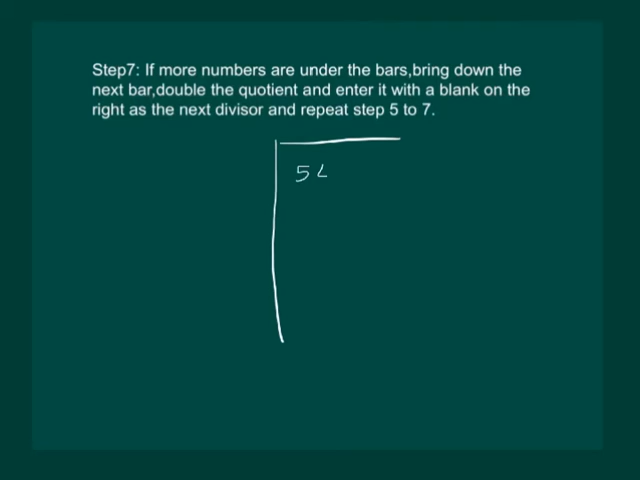 Step7: If more numbers are under the bars,bring down the
next bar,double the quotient and enter it with a blank on the
right as the next divisor and repeat step 5 to 7.
5